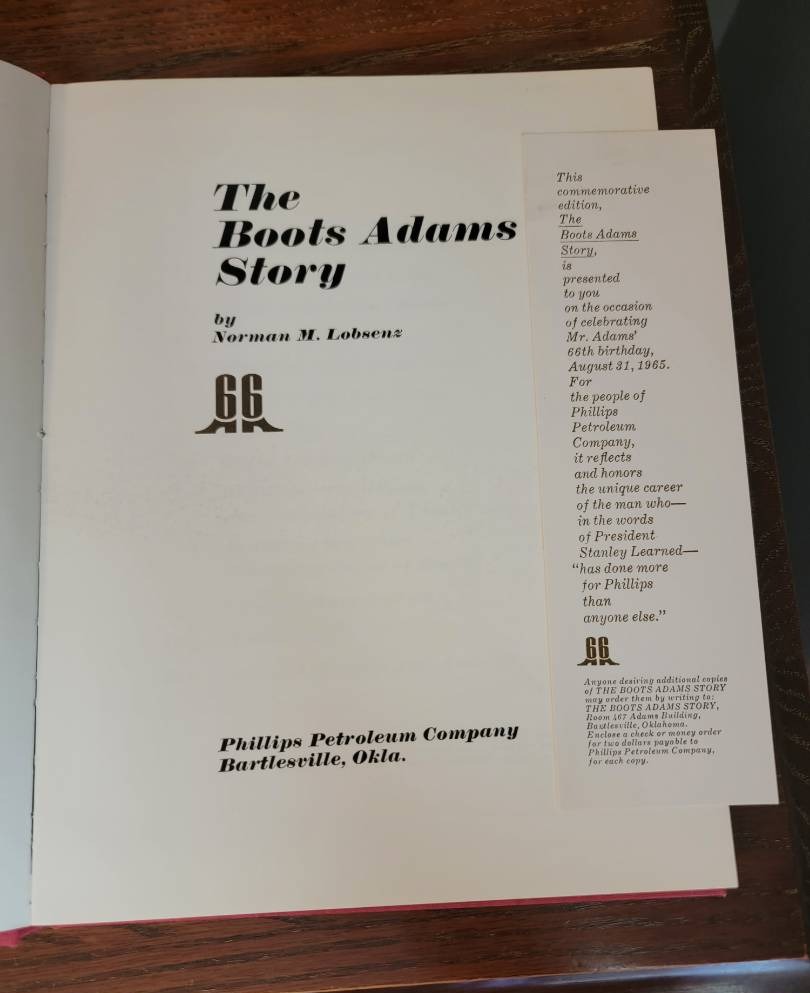 The
Boots Adams
Story
by
Norman M. Lobsenz
66
Phillips Petroleum Company
Bartlesville, Okla.
This
commemorative
edition,
The
Boots Adams
Story,
is
presented
to you
on the occasion
of celebrating
Mr. Adams'
66th birthday,
August 31, 1965.
For
the people of
Phillips
Petroleum
Company,
it reflects
and honors
the unique career
of the man who—
in the words
of President
Stanley Learned—
"has done more
for Phillips
than
anyone else."
66
Anyone desiring additional copies
of THE BOOTS ADAMS STORY
may order them by writing to:
THE BOOTS ADAMS STORY,
Room 467 Adams Building,
Bartlesville, Oklahoma.
Enclose a check or money order
for two dollars payable to
Phillips Petroleum Company,
for each copy.